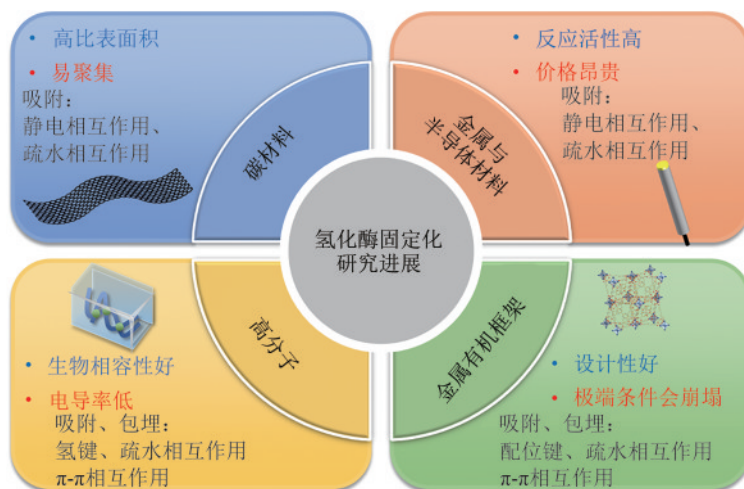 高比表面积
易聚集
吸附：
静电相互作用、
疏水相互作用
碳材料
反应活性高
价格昂贵
吸附：
静电相互作用、
疏水相互作用
金属与
半导体材料
氢化酶固定化
研究进展
生物相容性好
电导率低
吸附、包埋：
氢键、疏水相互作用
π-π相互作用
高分子
设计性好
极端条件会崩塌
吸附、包埋：
配位键、疏水相互作用
π-π相互作用
金属有机框架